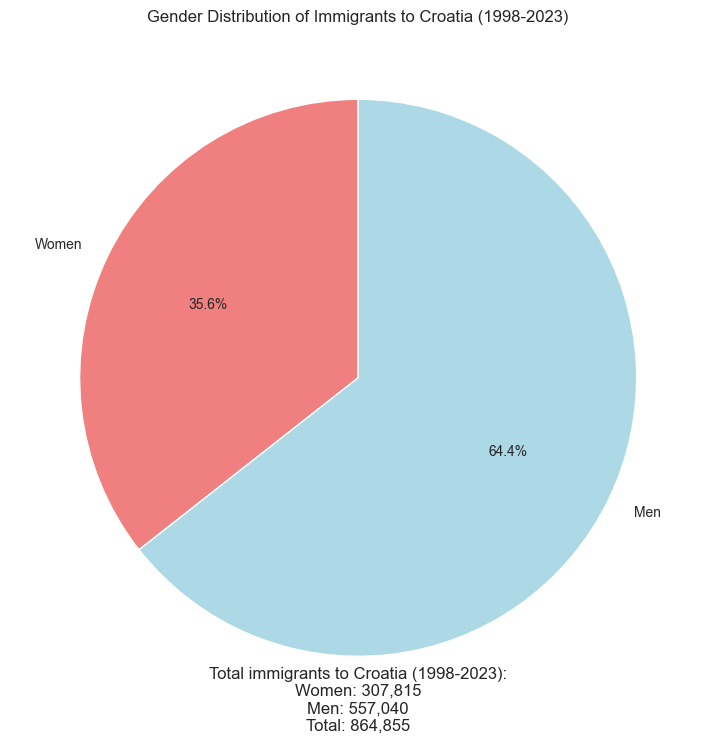 Gender Distribution of Immigrants to Croatia (1998-2023)
Women
35.6%
64.4%
Men
Total immigrants to Croatia (1998-2023):
Women: 307,815
Men: 557,040
Total: 864,855